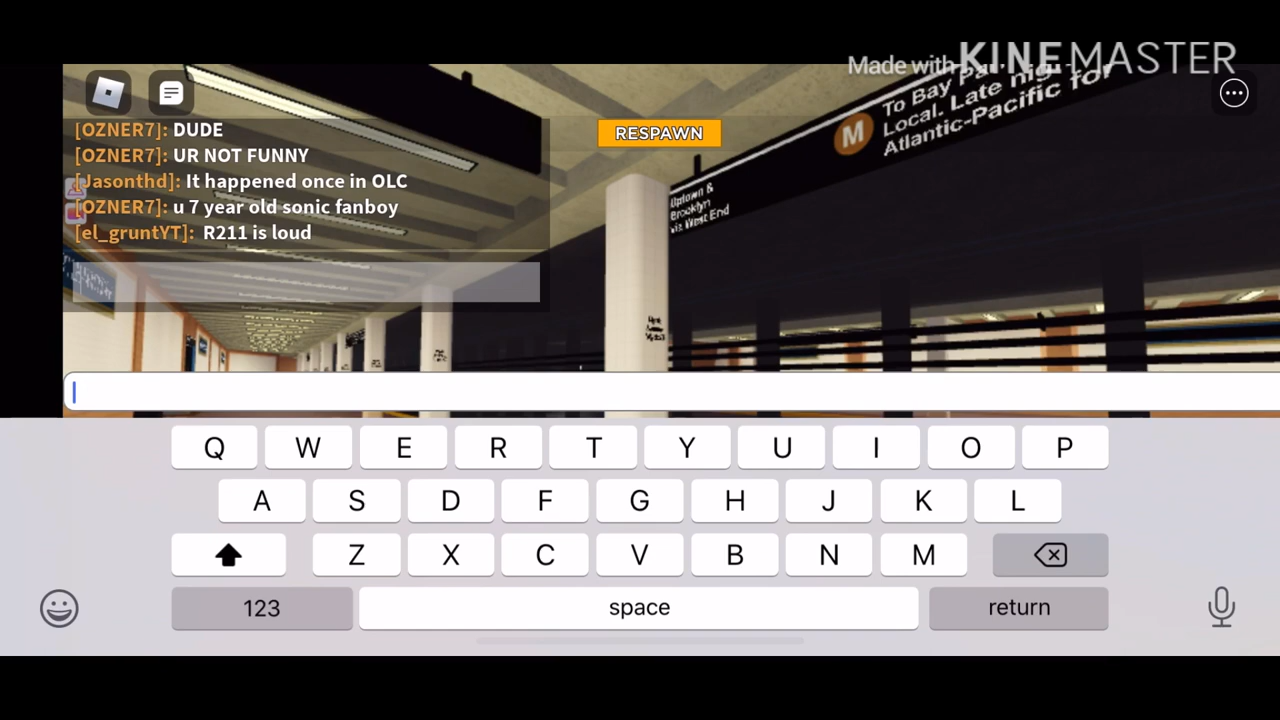 Made with KINEMASTER
[OZNER7]: DUDE
[OZNER7]: UR NOT FUNNY
[Jasonthd]: It happened once in OLC
[OZNER7]: u 7 year old sonic fanboy
[el_gruntYT]: R211 is loud
RESPAWN
M
To Bay
Local. Late
Atlantic-Pacific for
Uptown &
Brooklyn
via West End
Q W E R T Y U I O P
A S D F G H J K L
Z X C V B N M
123 space return